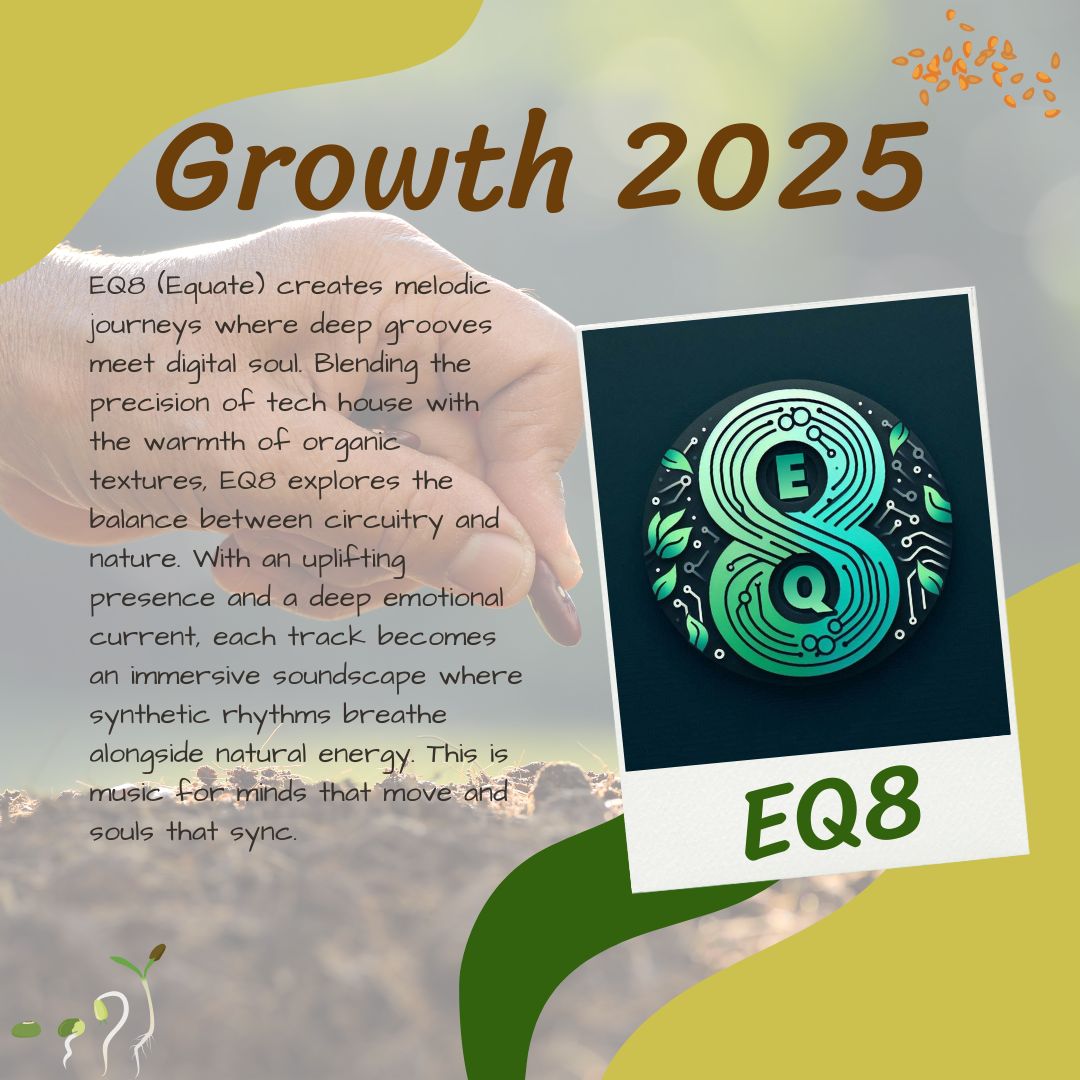 Growth 2025
EQ8 (Equate) creates melodic
journeys where deep grooves
meet digital soul. Blending the
precision of tech house with
the warmth of organic
textures, EQ8 explores the
balance between circuitry and
nature. With an uplifting
presence and a deep emotional
current, each track becomes
an immersive soundscape where
synthetic rhythms breathe
alongside natural energy. This is
music for minds that move and
souls that sync.
8
E
Q
EQ8